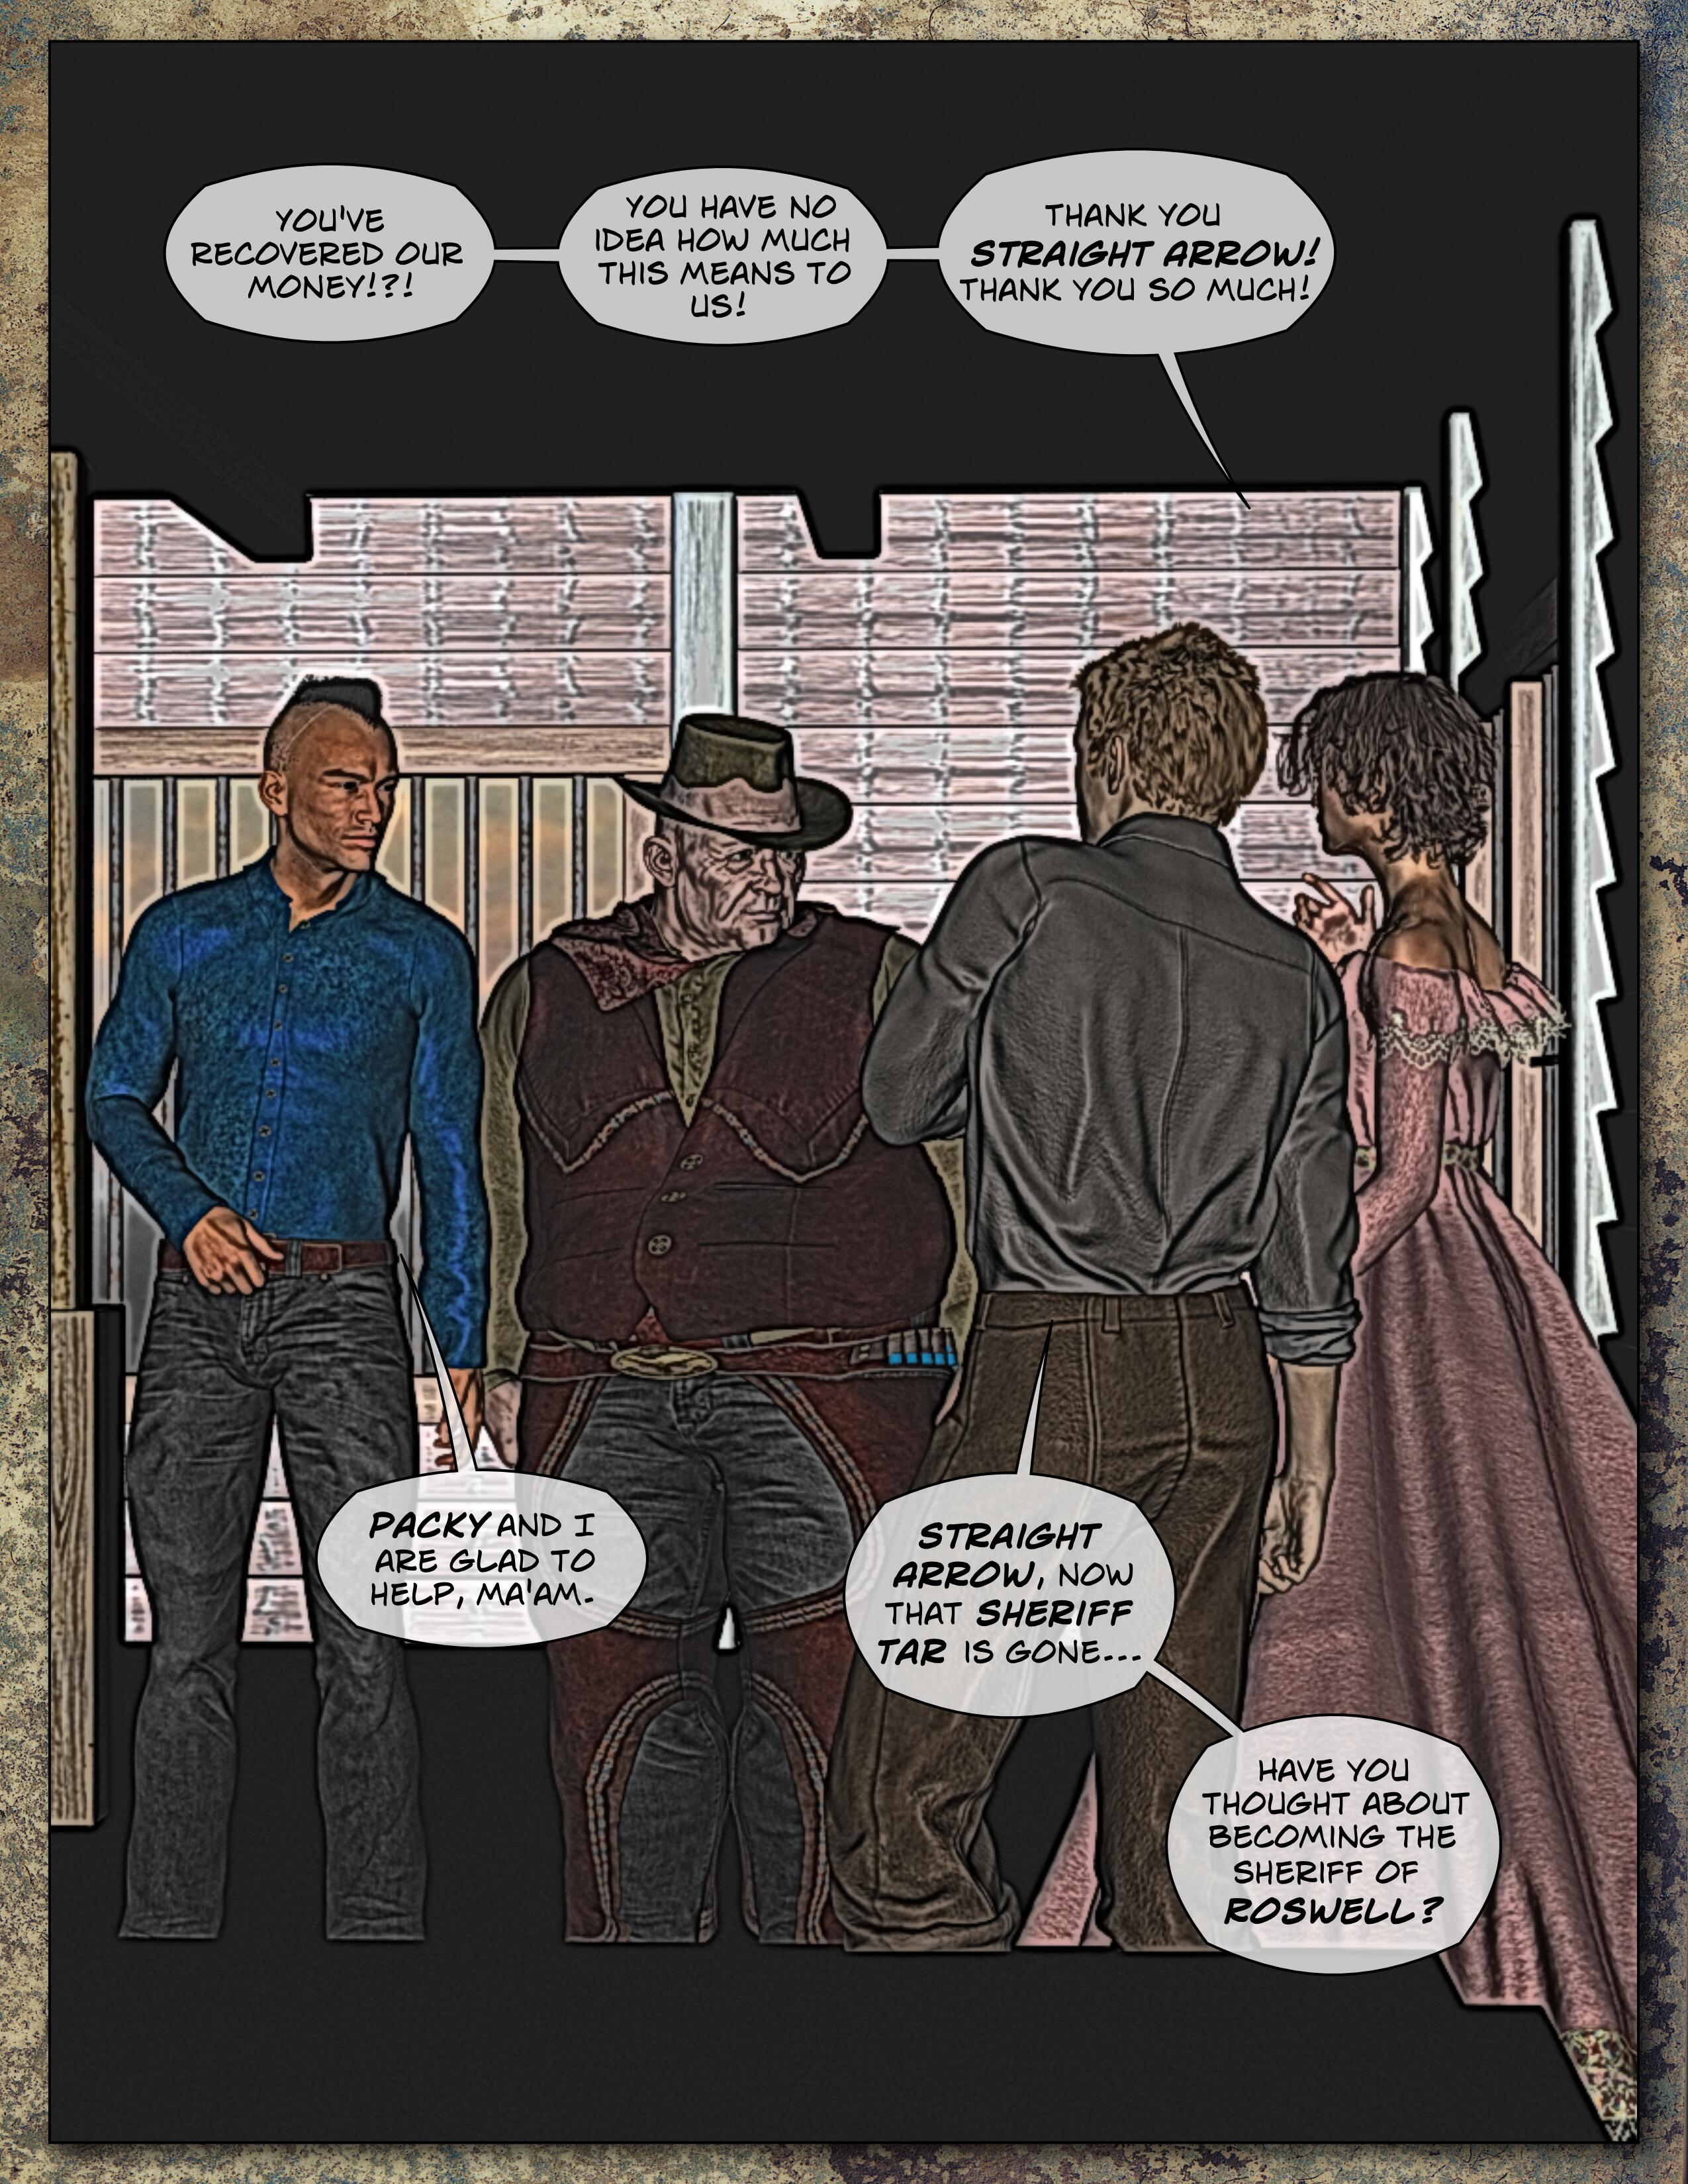 YOU'VE
RECOVERED OUR
MONEY!?!
YOU HAVE NO
IDEA HOW MUCH
THIS MEANS TO
US!
THANK YOU
STRAIGHT ARROW!
THANK YOU SO MUCH!
PACKY AND I
ARE GLAD TO
HELP, MA'AM.
STRAIGHT
ARROW, NOW
THAT SHERIFF
TAR IS GONE...
HAVE YOU
THOUGHT ABOUT
BECOMING THE
SHERIFF OF
ROSWELL?